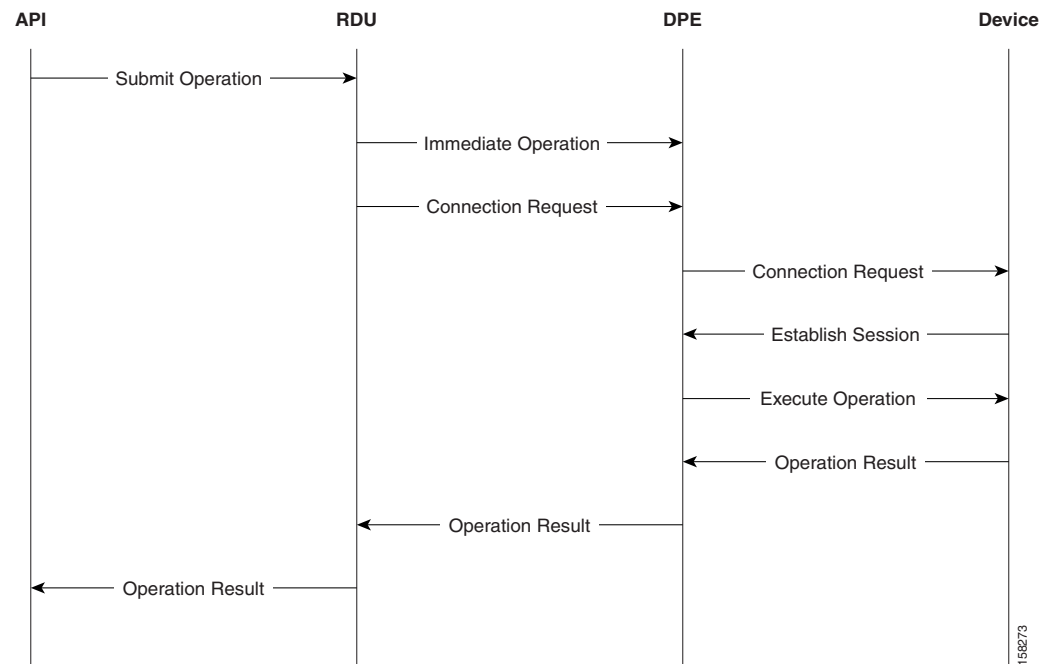 API
RDU
DPE
Device
Submit Operation
Immediate Operation
Connection Request
Connection Request
Establish Session
Execute Operation
Operation Result
Operation Result
Operation Result
158273